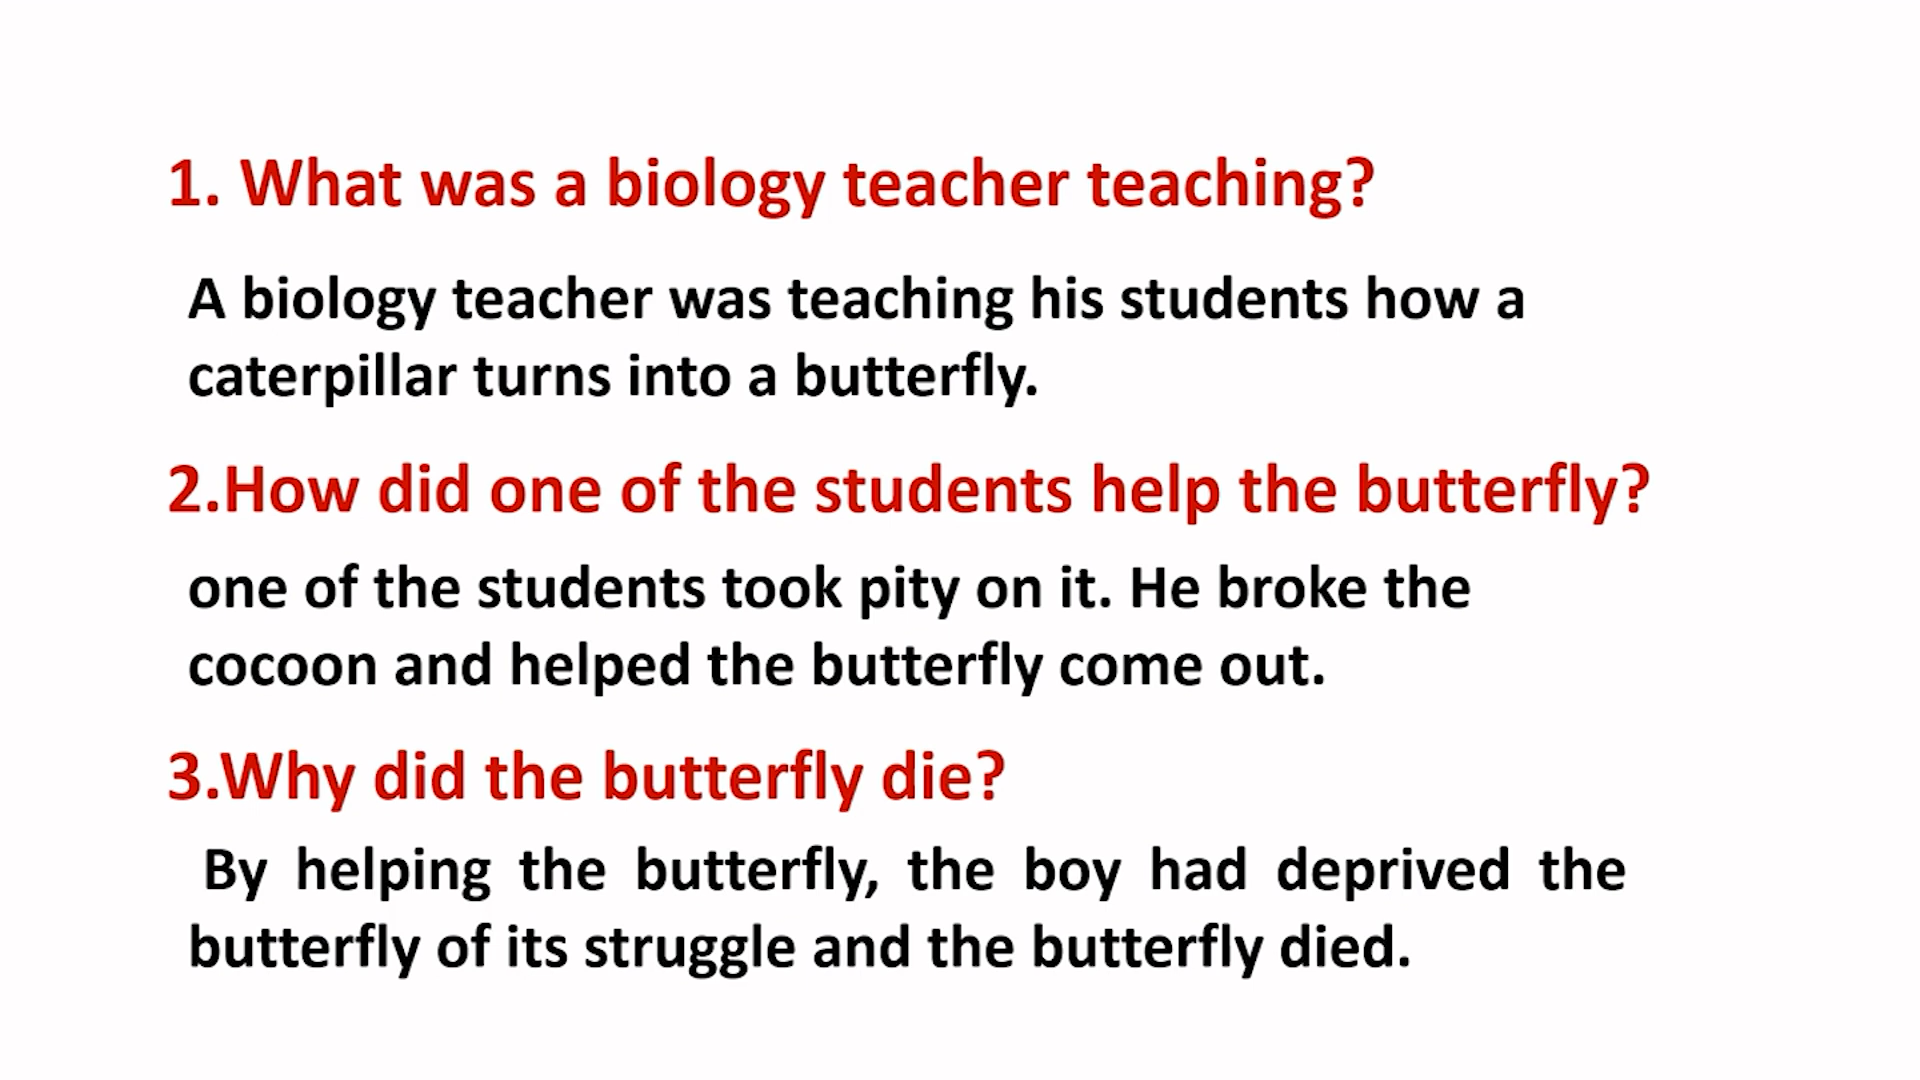 1. What was a biology teacher teaching?
A biology teacher was teaching his students how a
caterpillar turns into a butterfly.
2.How did one of the students help the butterfly?
one of the students took pity on it. He broke the
cocoon and helped the butterfly come out.
3.Why did the butterfly die?
By helping the butterfly, the boy had deprived the
butterfly of its struggle and the butterfly died.